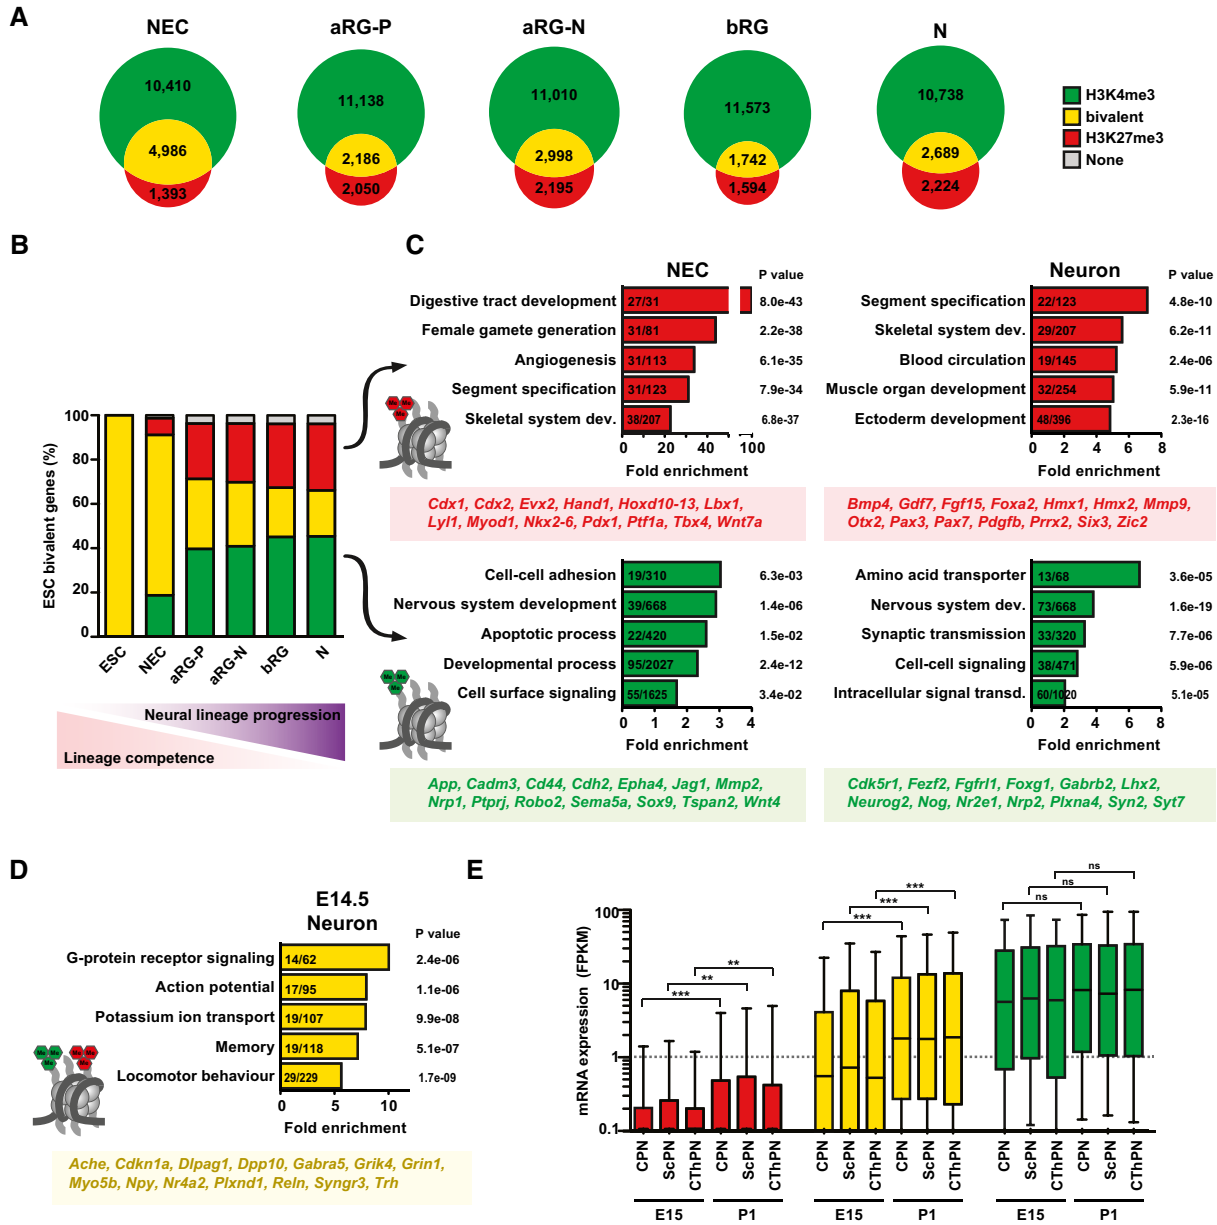 A
NEC
aRG-P
aRG-N
bRG
N
10,410
4,986
1,393
11,138
2,186
2,050
11,010
2,998
2,195
11,573
1,742
1,594
10,738
2,689
2,224
H3K4me3
bivalent
H3K27me3
None
B
ESC bivalent genes (%)
100
80
60
40
20
0
ESC
NEC
aRG-P
aRG-N
bRG
N
Neural lineage progression
Lineage competence
C
NEC
P value
Digestive tract development 27/31 8.0e-43
Female gamete generation 31/81 2.2e-38
Angiogenesis 31/113 6.1e-35
Segment specification 31/123 7.9e-34
Skeletal system dev. 38/207 6.8e-37
0 20 40 100
Fold enrichment
Me Me Me
Cdx1, Cdx2, Evx2, Hand1, Hoxd10-13, Lbx1,
Lyl1, Myod1, Nkx2-6, Pdx1, Ptf1a, Tbx4, Wnt7a
Neuron
P value
Segment specification 22/123 4.8e-10
Skeletal system dev. 29/207 6.2e-11
Blood circulation 19/145 2.4e-06
Muscle organ development 32/254 5.9e-11
Ectoderm development 48/396 2.3e-16
0 2 4 6 8
Fold enrichment
Bmp4, Gdf7, Fgf15, Foxa2, Hmx1, Hmx2, Mmp9,
Otx2, Pax3, Pax7, Pdgfb, Prrx2, Six3, Zic2
Cell-cell adhesion 19/310 6.3e-03
Nervous system development 39/668 1.4e-06
Apoptotic process 22/420 1.5e-02
Developmental process 95/2027 2.4e-12
Cell surface signaling 55/1625 3.4e-02
0 1 2 3 4
Fold enrichment
Me Me Me
App, Cadm3, Cd44, Cdh2, Epha4, Jag1, Mmp2,
Nrp1, Ptprj, Robo2, Sema5a, Sox9, Tspan2, Wnt4
Amino acid transporter 13/68 3.6e-05
Nervous system dev. 73/668 1.6e-19
Synaptic transmission 33/320 7.7e-06
Cell-cell signaling 38/471 5.9e-06
Intracellular signal transd. 60/1020 5.1e-05
0 2 4 6 8
Fold enrichment
Cdk5r1, Fezf2, Fgfrl1, Foxg1, Gabrb2, Lhx2,
Neurog2, Nog, Nr2e1, Nrp2, Plxna4, Syn2, Syt7
D
E14.5
Neuron
P value
G-protein receptor signaling 14/62 2.4e-06
Action potential 17/95 1.1e-06
Potassium ion transport 19/107 9.9e-08
Memory 19/118 5.1e-07
Locomotor behaviour 29/229 1.7e-09
0 5 10
Fold enrichment
Me Me Me Me Me Me
Ache, Cdkn1a, Dlpag1, Dpp10, Gabra5, Grik4, Grin1,
Myo5b, Npy, Nr4a2, Plxnd1, Reln, Syngr3, Trh
E
mRNA expression (FPKM)
100
10
1
0.1
***
**
**
***
***
***
ns
ns
ns
CPN ScPN CThPN CPN ScPN CThPN
E15 P1
CPN ScPN CThPN CPN ScPN CThPN
E15 P1
CPN ScPN CThPN CPN ScPN CThPN
E15 P1